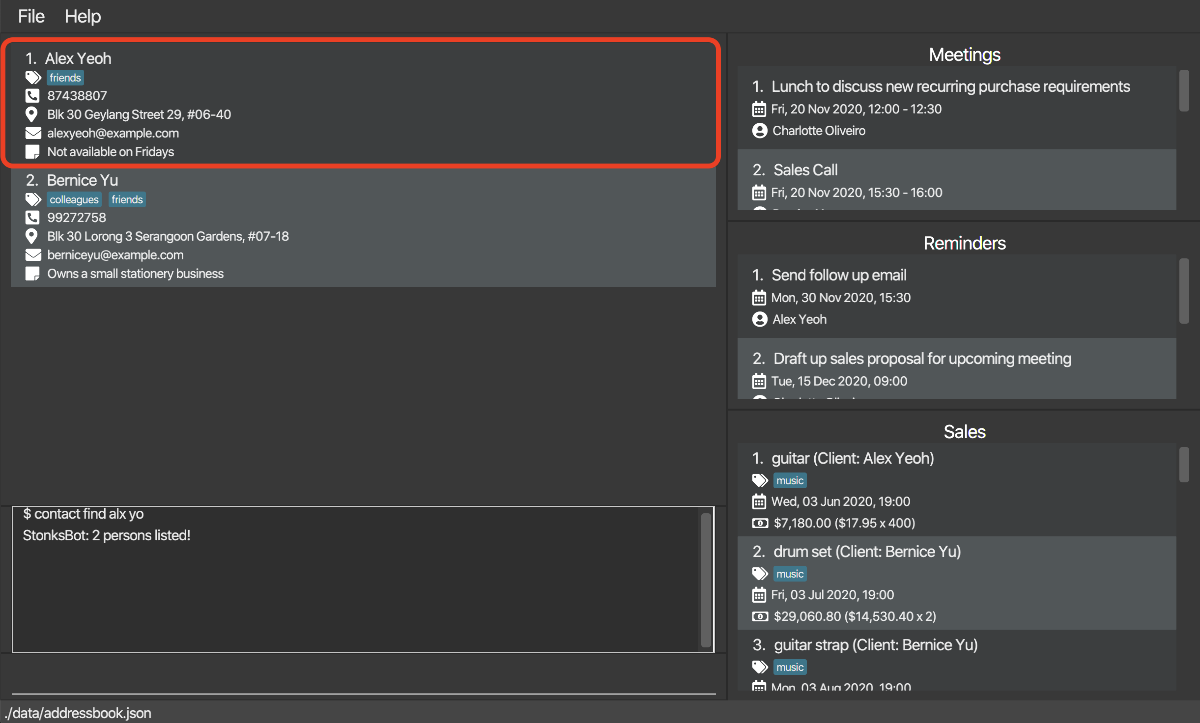 File Help
1. Alex Yeoh
friends
87438807
Blk 30 Geylang Street 29, #06-40
alexyeoh@example.com
Not available on Fridays
2. Bernice Yu
colleagues friends
99272758
Blk 30 Lorong 3 Serangoon Gardens, #07-18
berniceyu@example.com
Owns a small stationery business
$ contact find alx yo
StonksBot: 2 persons listed!
Meetings
1. Lunch to discuss new recurring purchase requirements
Fri, 20 Nov 2020, 12:00 - 12:30
Charlotte Oliveiro
2. Sales Call
Fri, 20 Nov 2020, 15:30 - 16:00
Reminders
1. Send follow up email
Mon, 30 Nov 2020, 15:30
Alex Yeoh
2. Draft up sales proposal for upcoming meeting
Tue, 15 Dec 2020, 09:00
Sales
1. guitar (Client: Alex Yeoh)
music
Wed, 03 Jun 2020, 19:00
$7,180.00 ($17.95 x 400)
2. drum set (Client: Bernice Yu)
music
Fri, 03 Jul 2020, 19:00
$29,060.80 ($14,530.40 x 2)
3. guitar strap (Client: Bernice Yu)
music
Mon, 03 Aug 2020, 19:00
./data/addressbook.json